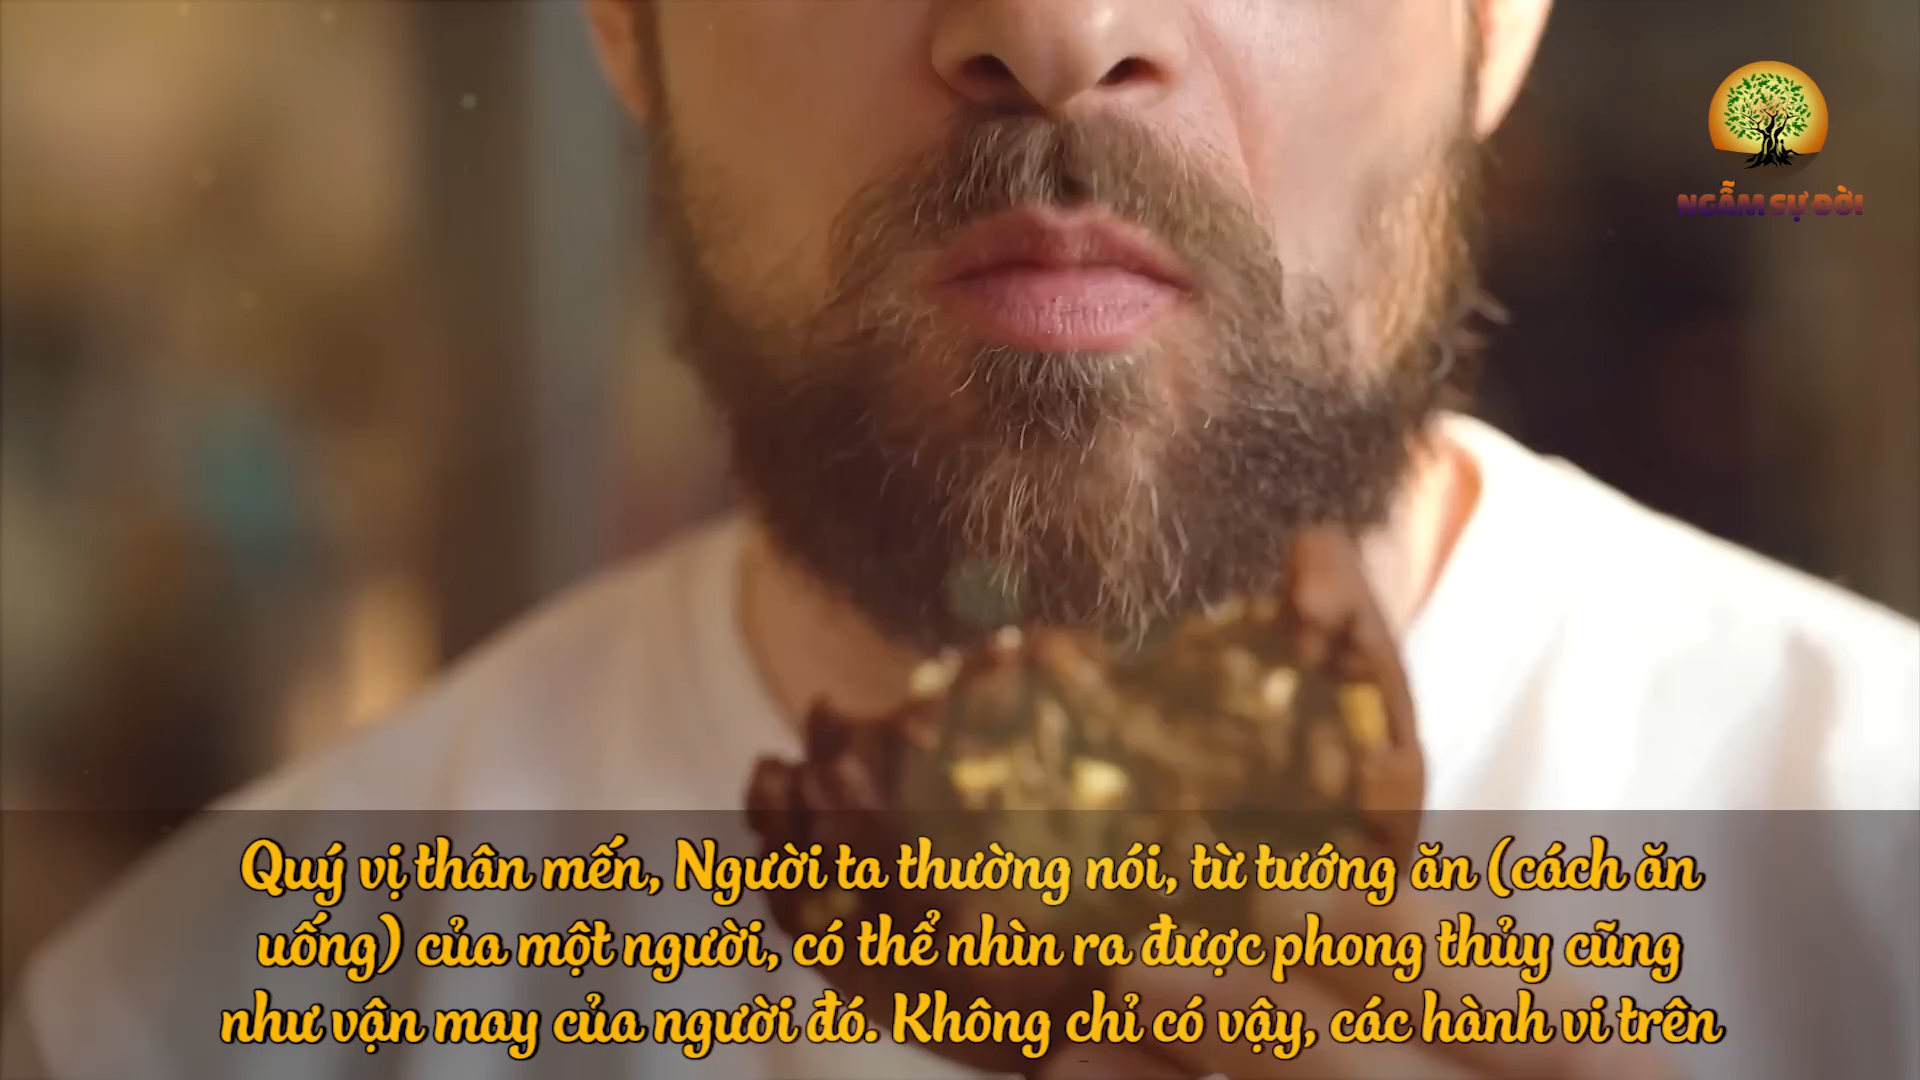 NGẪM SỰ ĐỜI
Quý vị thân mến, Người ta thường nói, từ tướng ăn (cách ăn
uống) của một người, có thể nhìn ra được phong thủy cũng
như vận may của người đó. Không chỉ có vậy, các hành vi trên